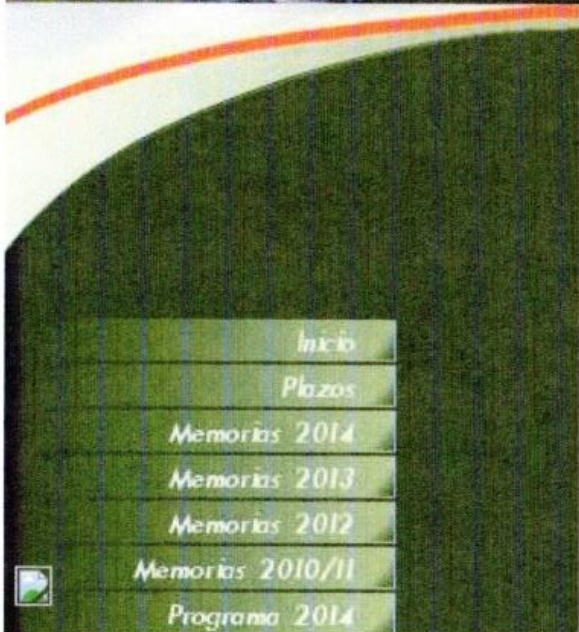 Inicio
Plazos
Memorias 2014
Memorias 2013
Memorias 2012
Memorias 2010/11
Programa 2014